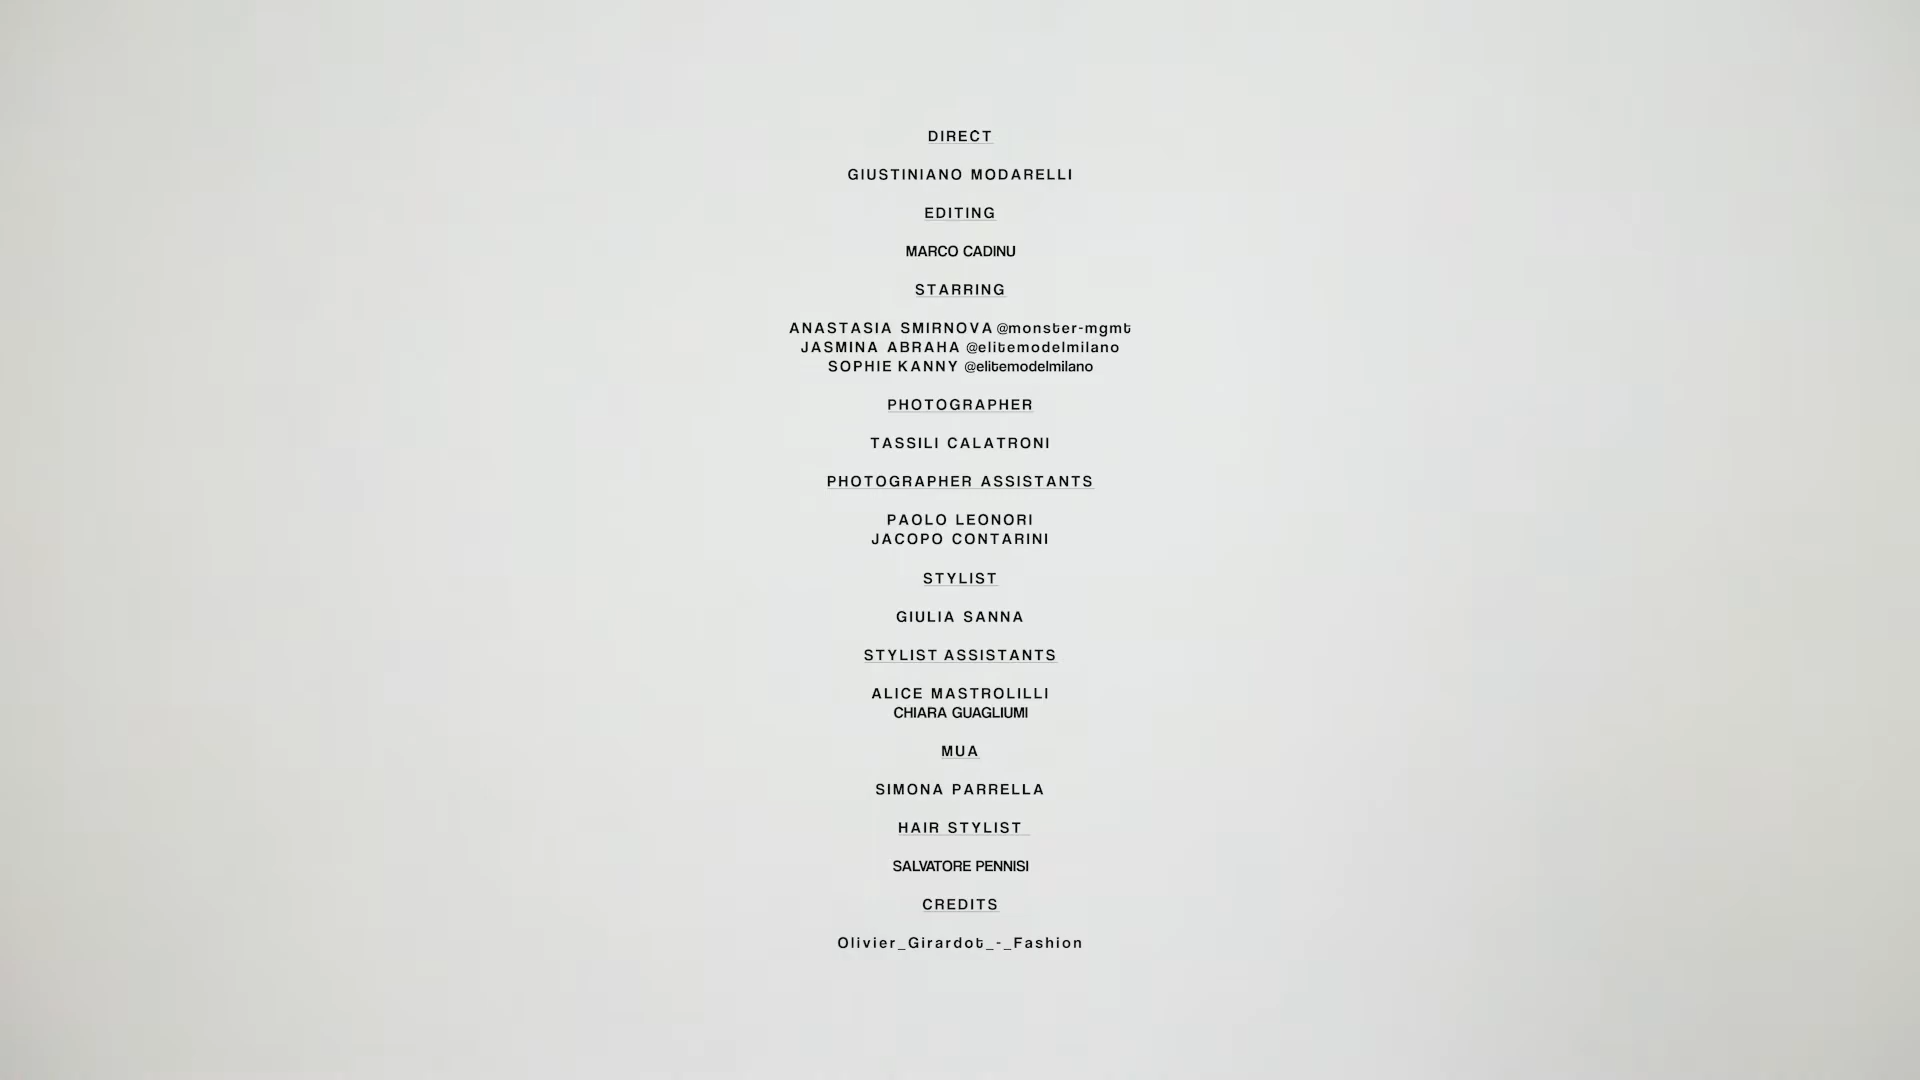 DIRECT
GIUSTINIANO MODARELLI
EDITING
MARCO CADINU
STARRING
ANASTASIA SMIRNOVA @monster-mgmt
JASMINA ABRAHA @elitemodelmilano
SOPHIE KANNY @elitemodelmilano
PHOTOGRAPHER
TASSILI CALATRONI
PHOTOGRAPHER ASSISTANTS
PAOLO LEONORI
JACOPO CONTARINI
STYLIST
GIULIA SANNA
STYLIST ASSISTANTS
ALICE MASTROLILLI
CHIARA GUAGLIUMI
MUA
SIMONA PARRELLA
HAIR STYLIST
SALVATORE PENNISI
CREDITS
Olivier_Girardot_-_Fashion